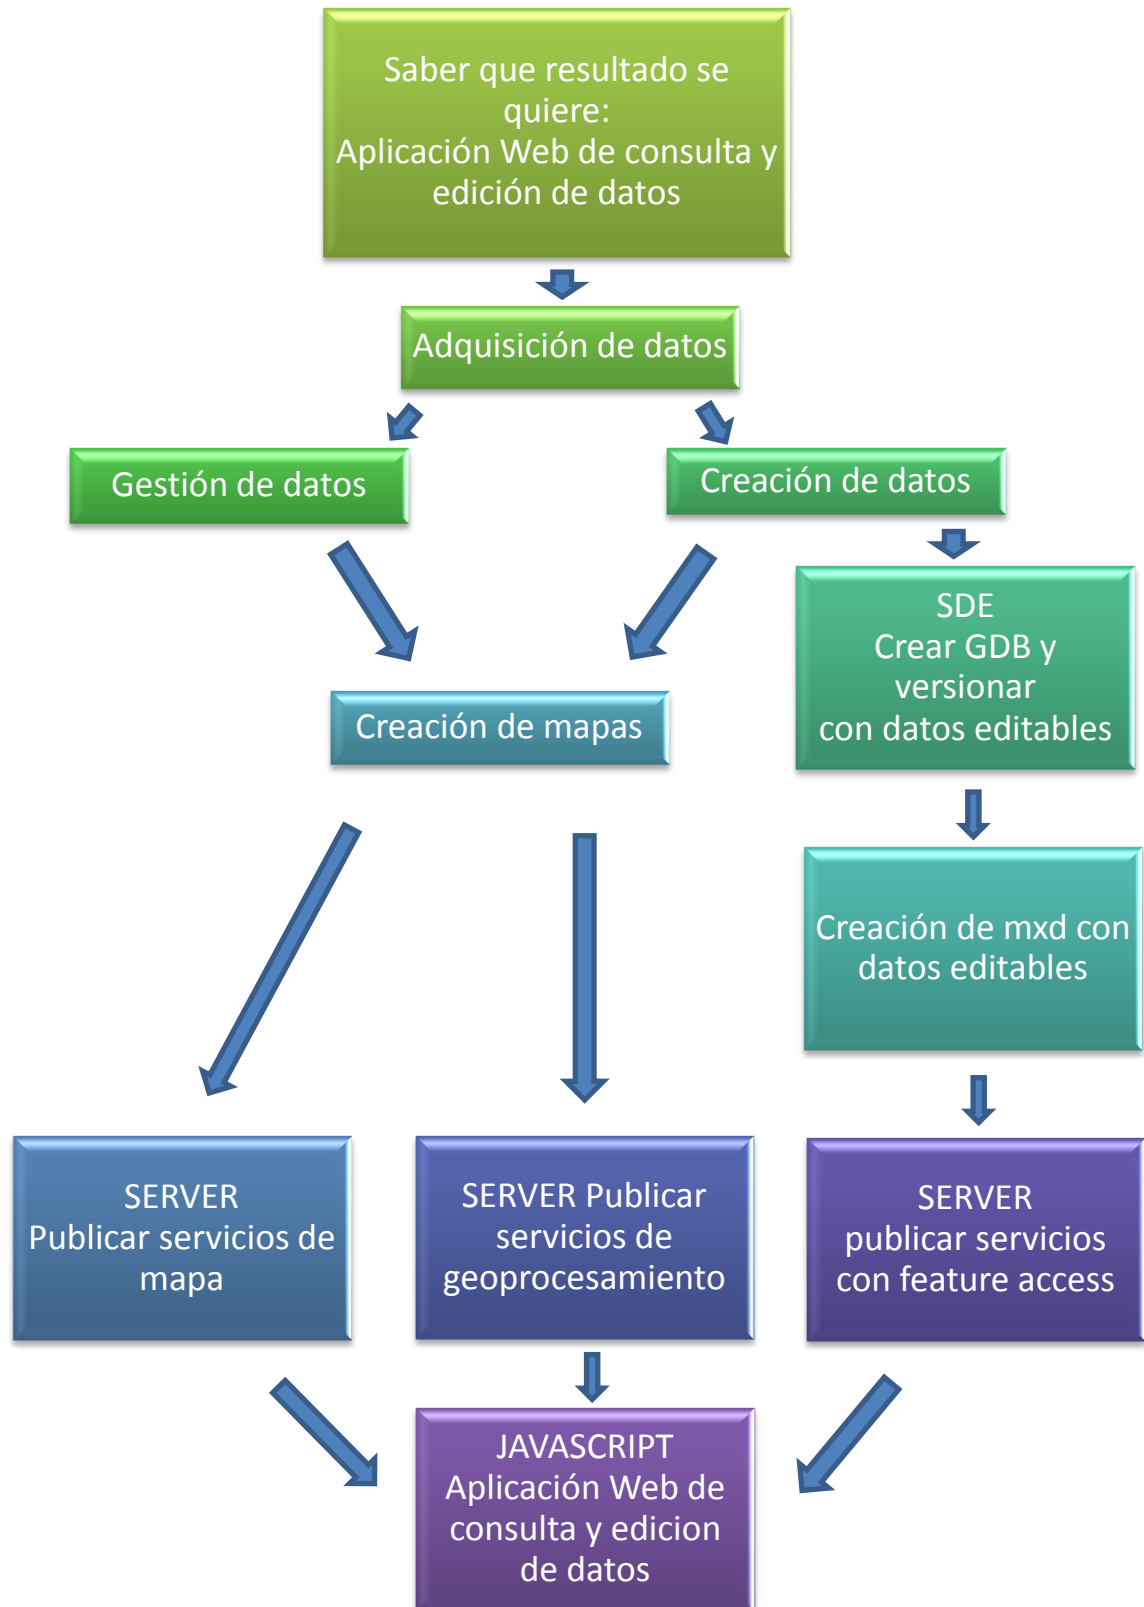 Saber que resultado se
quiere:
Aplicación Web de consulta y
edición de datos
Adquisición de datos
Gestión de datos
Creación de datos
SDE
Crear GDB y
versionar
con datos editables
Creación de mapas
Creación de mxd con
datos editables
SERVER
Publicar servicios de
mapa
SERVER Publicar
servicios de
geoprocesamiento
SERVER
publicar servicios
con feature access
JAVASCRIPT
Aplicación Web de
consulta y edicion
de datos